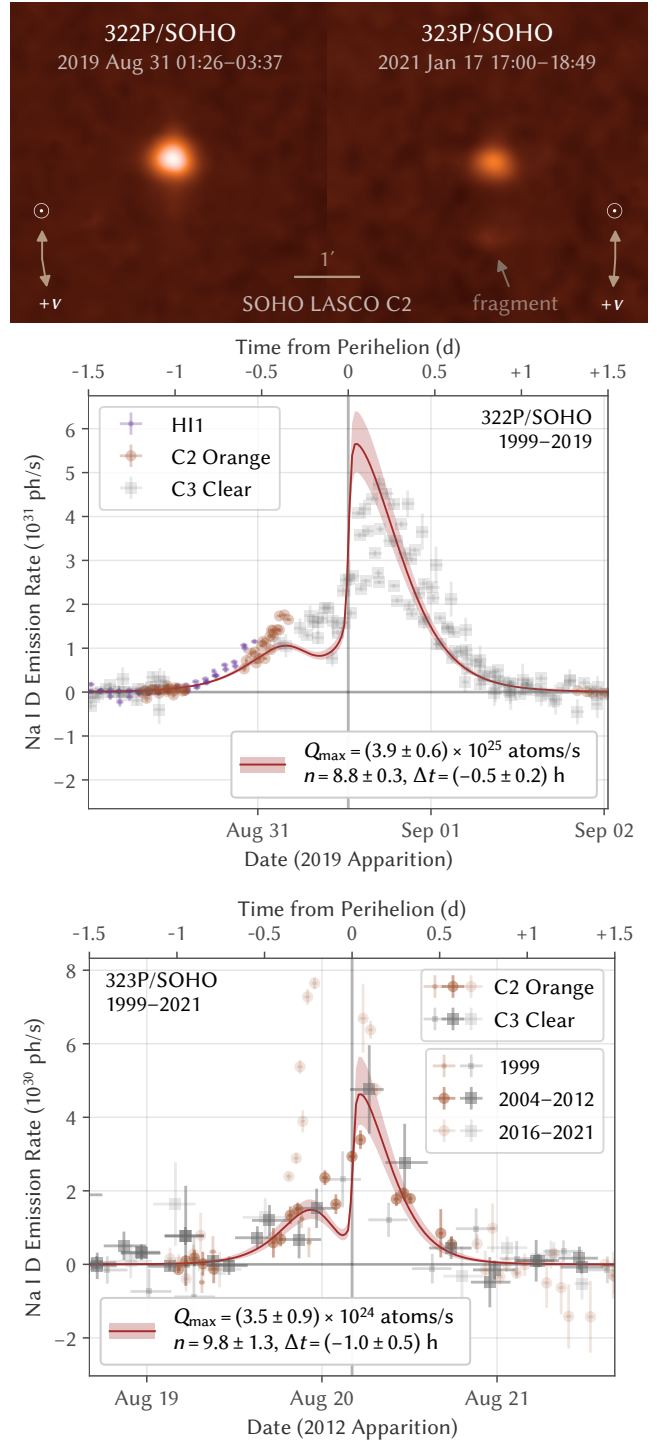 322P/SOHO
2019 Aug 31 01:26–03:37
323P/SOHO
2021 Jan 17 17:00–18:49
☉
☉
+v
1′
SOHO LASCO C2
fragment
+v
Time from Perihelion (d)
-1.5 -1 -0.5 0 0.5 +1 +1.5
HI1
C2 Orange
C3 Clear
322P/SOHO
1999–2019
Na I D Emission Rate (10³¹ ph/s)
6
5
4
3
2
1
0
−1
−2
Qmax = (3.9 ± 0.6) × 10²⁵ atoms/s
n = 8.8 ± 0.3, Δt = (−0.5 ± 0.2) h
Aug 31 Sep 01 Sep 02
Date (2019 Apparition)
Time from Perihelion (d)
-1.5 -1 -0.5 0 0.5 +1 +1.5
323P/SOHO
1999–2021
C2 Orange
C3 Clear
1999
2004–2012
2016–2021
Na I D Emission Rate (10³⁰ ph/s)
8
6
4
2
0
−2
Qmax = (3.5 ± 0.9) × 10²⁴ atoms/s
n = 9.8 ± 1.3, Δt = (−1.0 ± 0.5) h
Aug 19 Aug 20 Aug 21
Date (2012 Apparition)